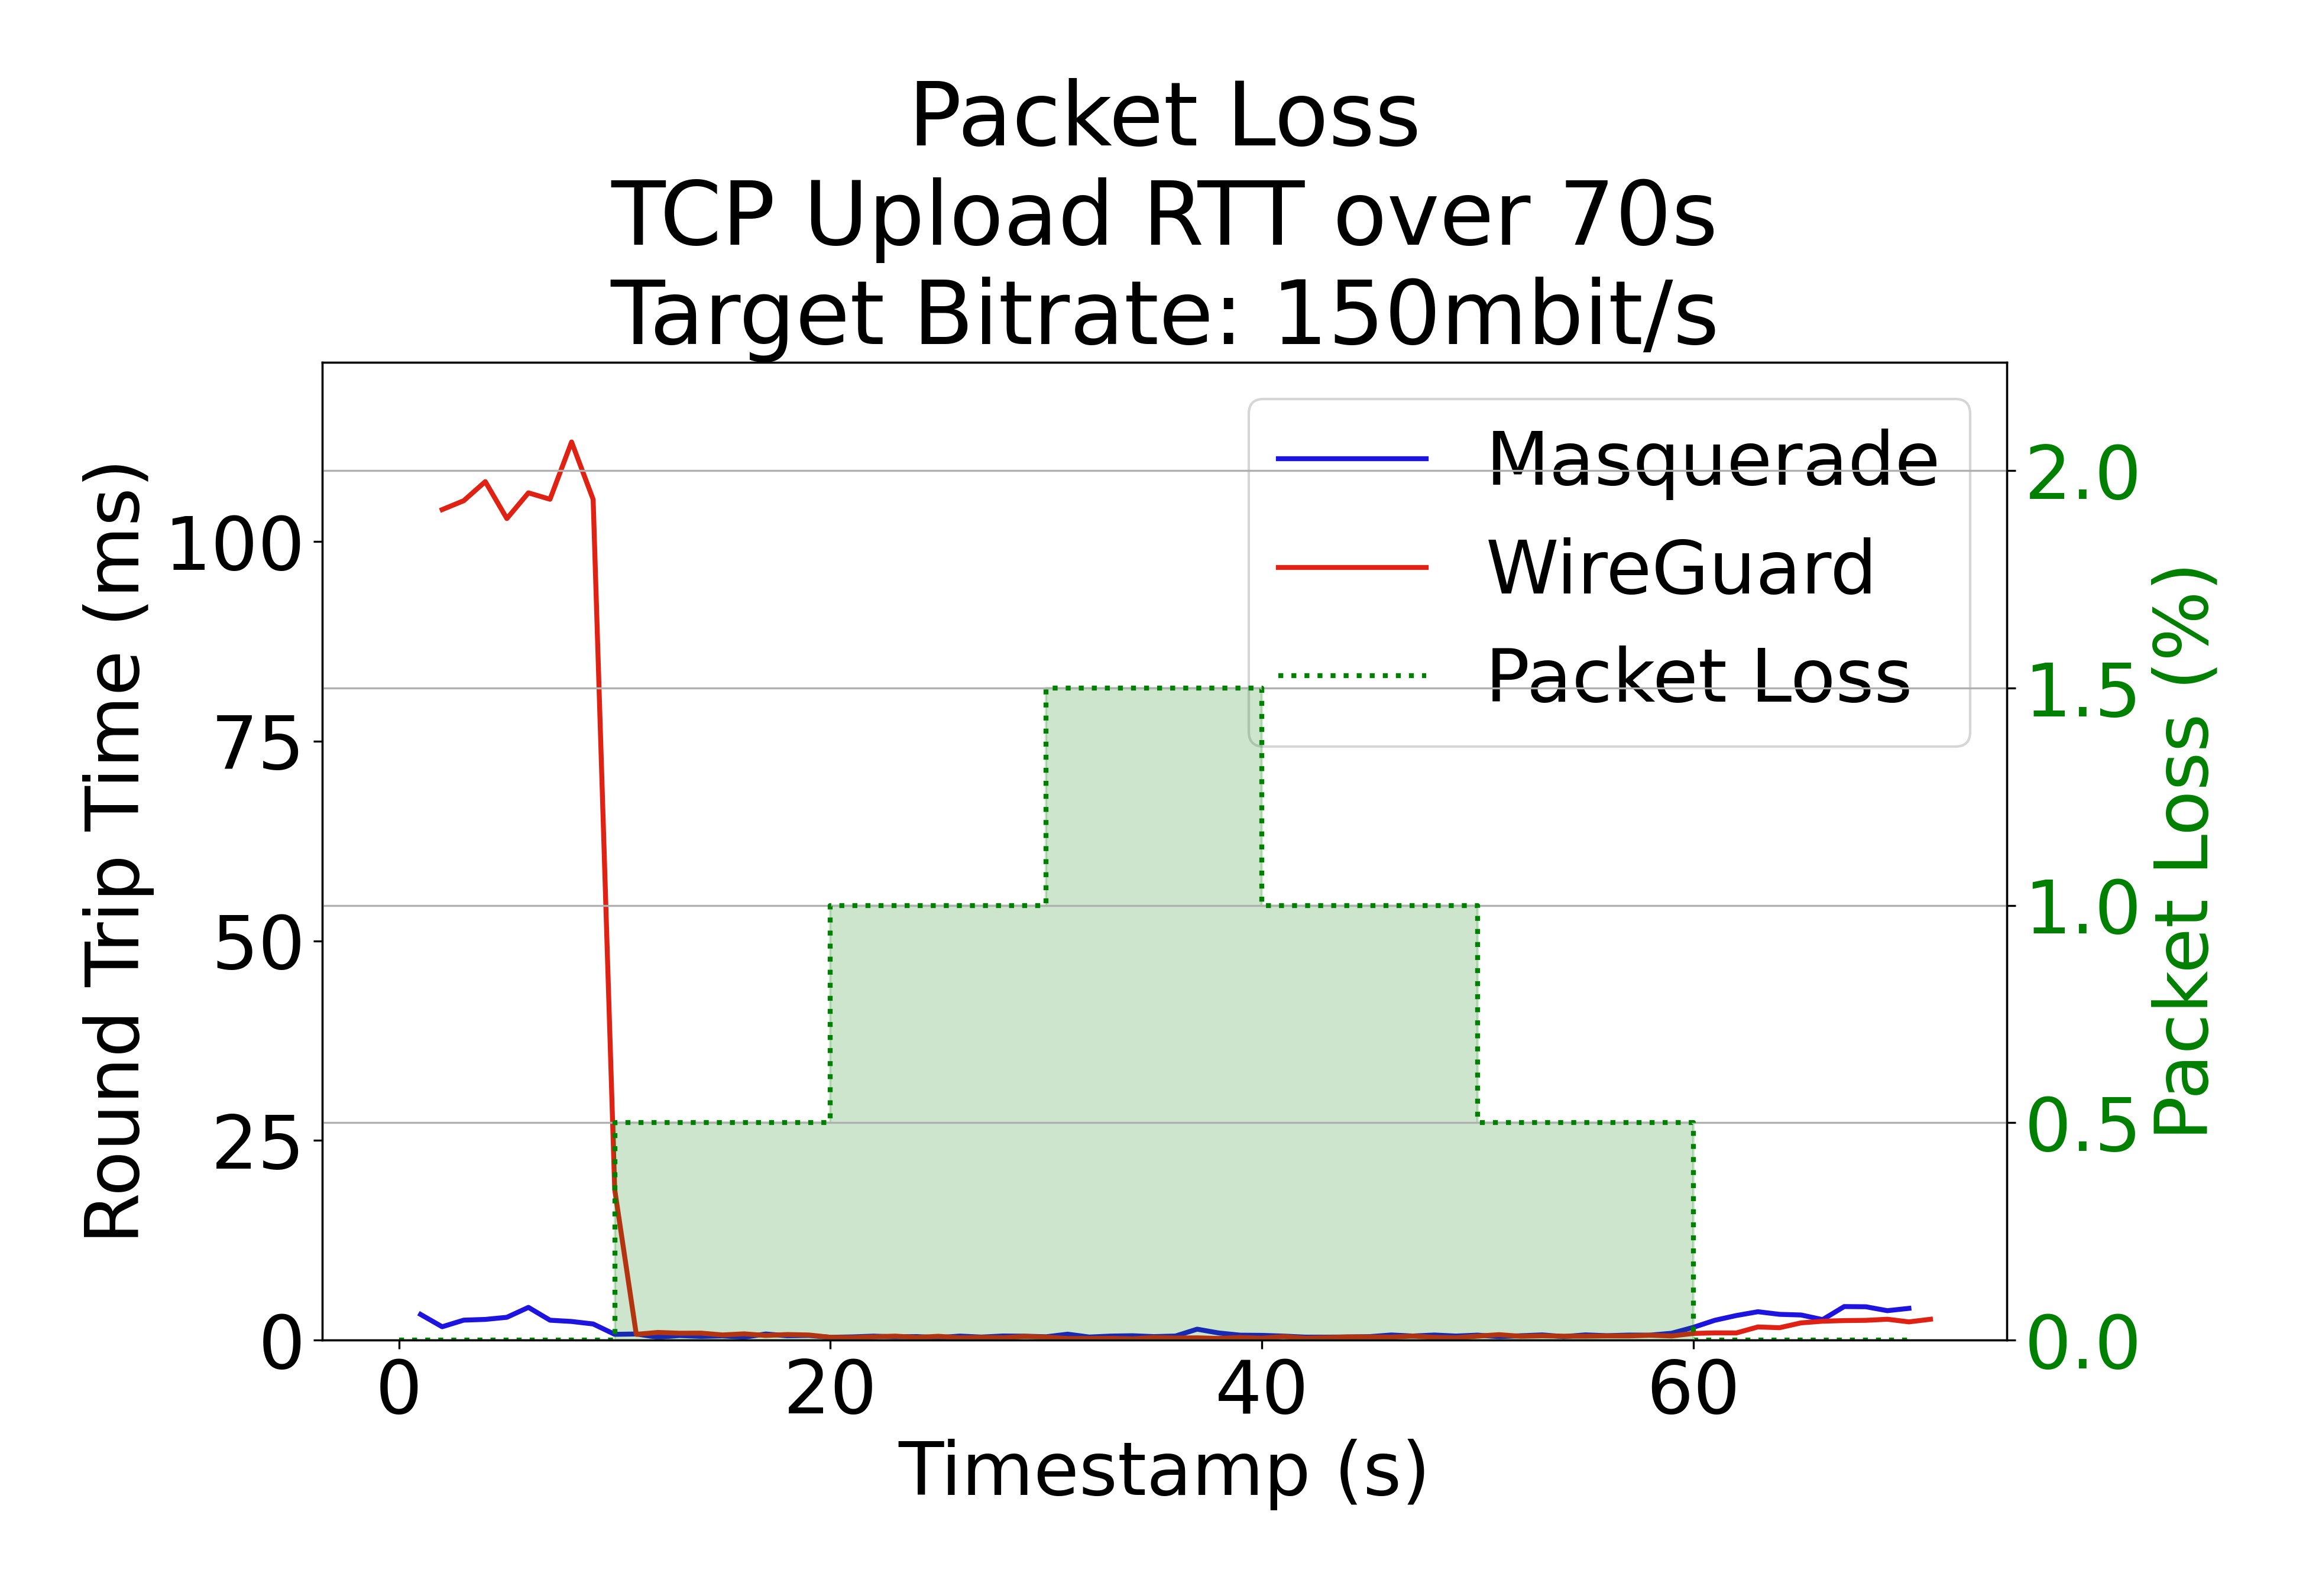 Packet Loss
TCP Upload RTT over 70s
Target Bitrate: 150mbit/s
Round Trip Time (ms)
100
75
50
25
0
Masquerade
WireGuard
Packet Loss
2.0
1.5
1.0
0.5
0.0
Packet Loss (%)
0 20 40 60
Timestamp (s)